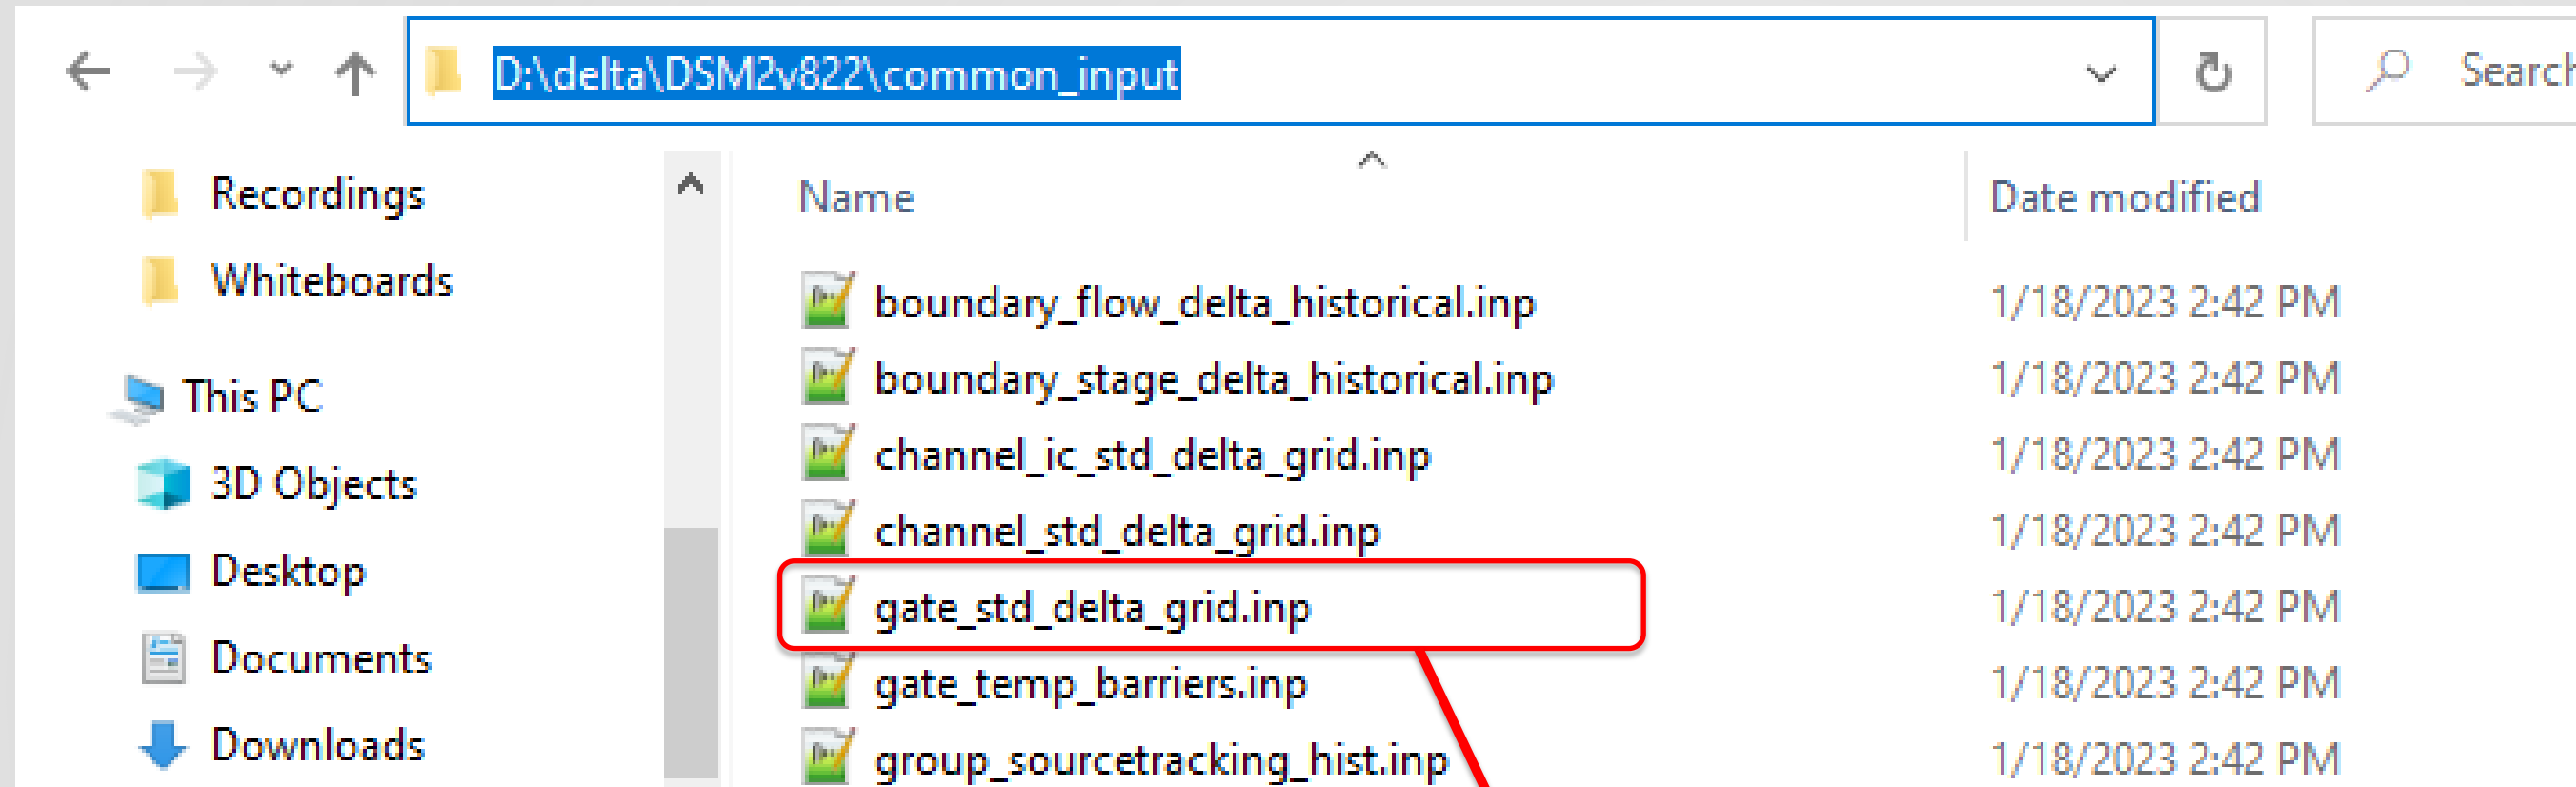 D:\delta\DSM2v822\common_input
Search
Recordings
Whiteboards
This PC
3D Objects
Desktop
Documents
Downloads
Name
Date modified
boundary_flow_delta_historical.inp 1/18/2023 2:42 PM
boundary_stage_delta_historical.inp 1/18/2023 2:42 PM
channel_ic_std_delta_grid.inp 1/18/2023 2:42 PM
channel_std_delta_grid.inp 1/18/2023 2:42 PM
gate_std_delta_grid.inp 1/18/2023 2:42 PM
gate_temp_barriers.inp 1/18/2023 2:42 PM
group_sourcetracking_hist.inp 1/18/2023 2:42 PM